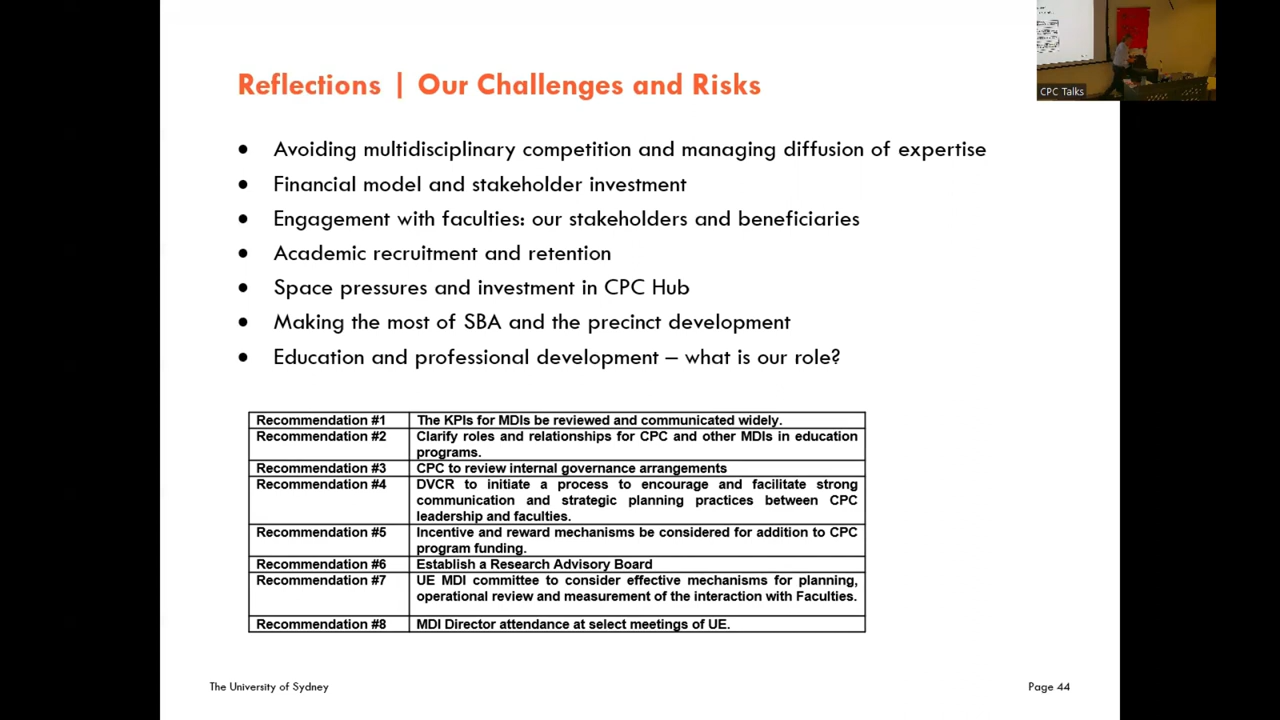 CPC Talks
Reflections | Our Challenges and Risks
• Avoiding multidisciplinary competition and managing diffusion of expertise
• Financial model and stakeholder investment
• Engagement with faculties: our stakeholders and beneficiaries
• Academic recruitment and retention
• Space pressures and investment in CPC Hub
• Making the most of SBA and the precinct development
• Education and professional development – what is our role?
Recommendation #1 The KPIs for MDIs be reviewed and communicated widely.
Recommendation #2 Clarify roles and relationships for CPC and other MDIs in education
programs.
Recommendation #3 CPC to review internal governance arrangements
Recommendation #4 DVCR to initiate a process to encourage and facilitate strong
communication and strategic planning practices between CPC
leadership and faculties.
Recommendation #5 Incentive and reward mechanisms be considered for addition to CPC
program funding.
Recommendation #6 Establish a Research Advisory Board
Recommendation #7 UE MDI committee to consider effective mechanisms for planning,
operational review and measurement of the interaction with Faculties.
Recommendation #8 MDI Director attendance at select meetings of UE.
The University of Sydney
Page 44